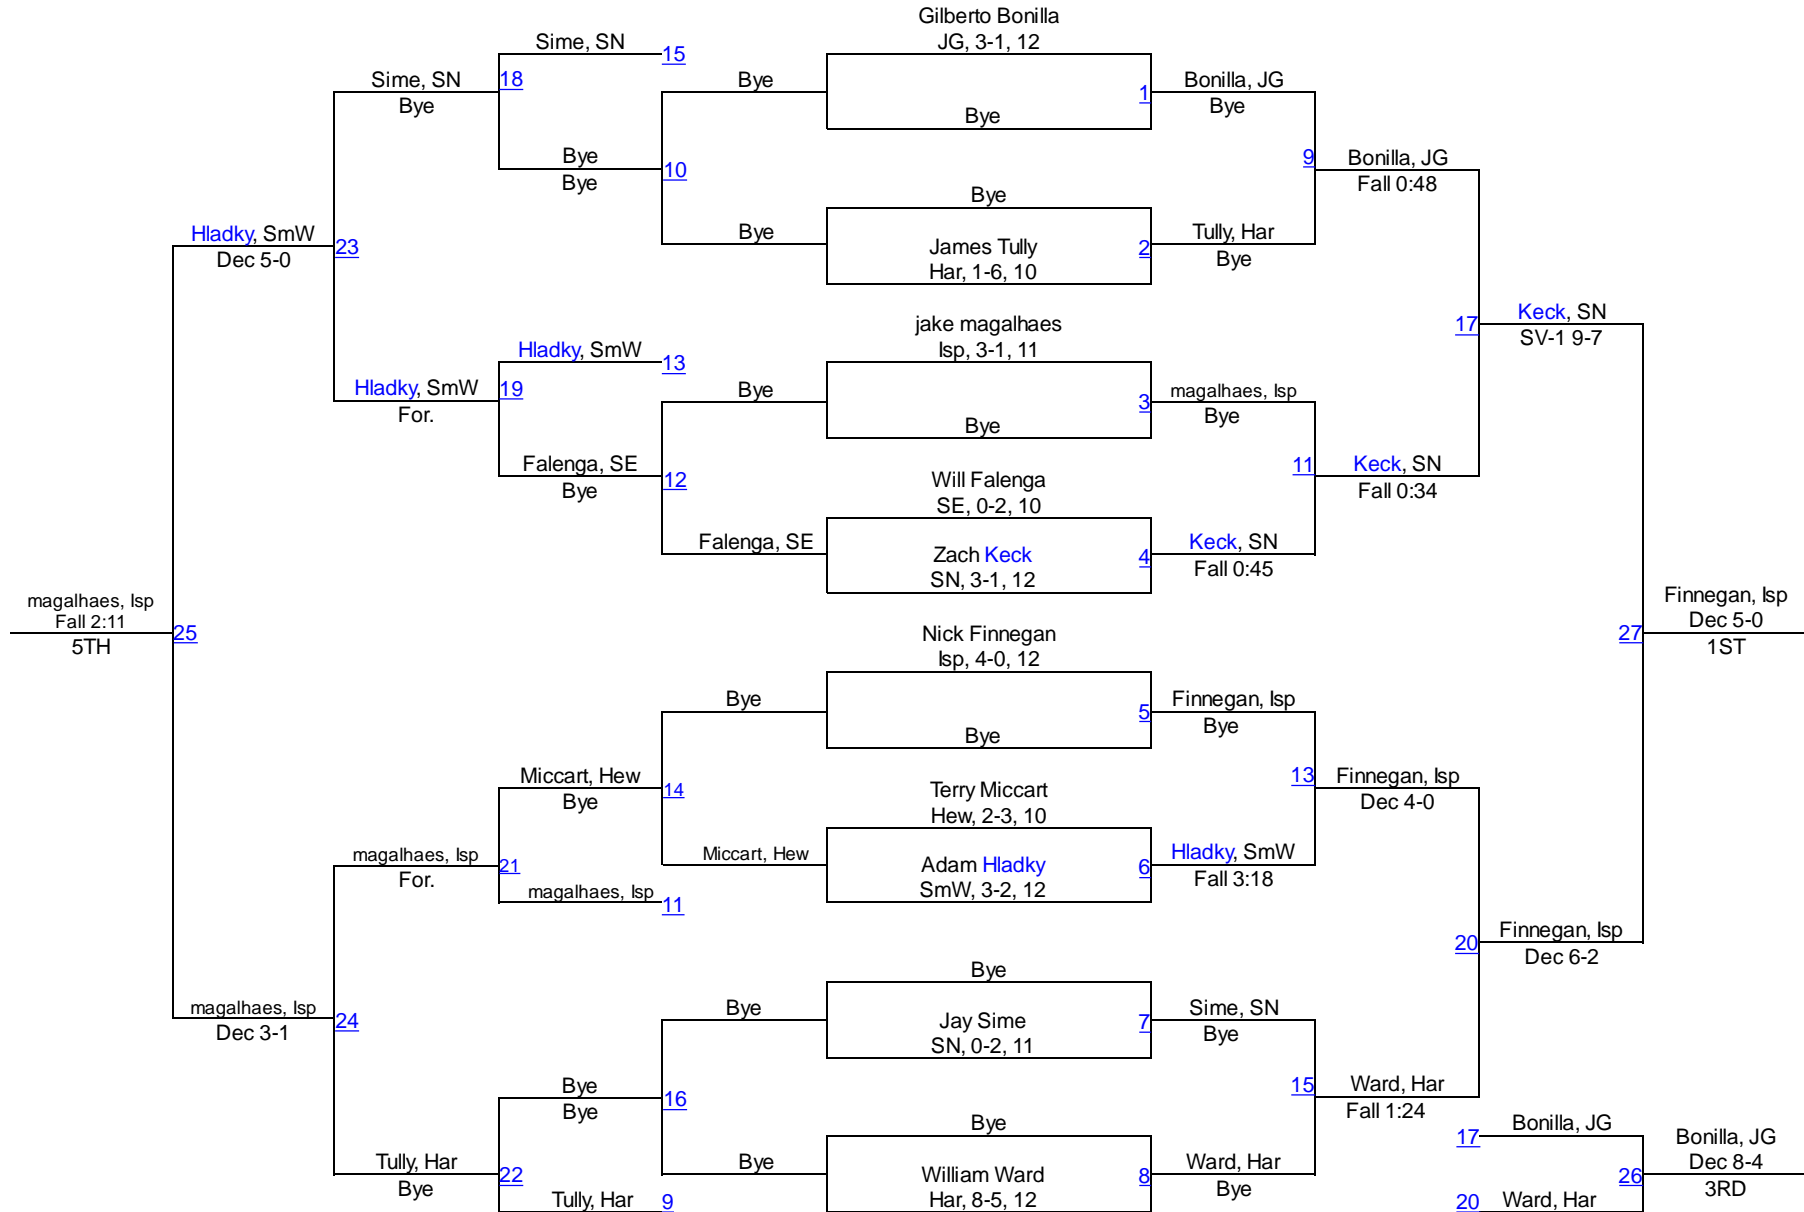 Gilberto Bonilla
JG, 3-1, 12
Sime, SN
15
Sime, SN
18
Bye
Bye
Bonilla, JG
1
Bye
Bye
Bye
Bye
10
9
Bonilla, JG
Fall 0:48
Bye
Bye
Tully, Har
2
Bye
James Tully
Har, 1-6, 10
Hladky, SmW
Dec 5-0
23
jake magalhaes
Isp, 3-1, 11
17
Keck, SN
SV-1 9-7
Hladky, SmW
13
Hladky, SmW
For.
19
Bye
3
magalhaes, Isp
Bye
Bye
Falenga, SE
Bye
12
11
Keck, SN
Fall 0:34
Will Falenga
SE, 0-2, 10
Falenga, SE
Zach Keck
SN, 3-1, 12
4
Keck, SN
Fall 0:45
magalhaes, Isp
Fall 2:11
5TH
25
Finnegan, Isp
Dec 5-0
1ST
27
Nick Finnegan
Isp, 4-0, 12
Bye
5
Finnegan, Isp
Bye
Bye
Miccart, Hew
Bye
14
13
Finnegan, Isp
Dec 4-0
Terry Miccart
Hew, 2-3, 10
Miccart, Hew
Adam Hladky
SmW, 3-2, 12
6
Hladky, SmW
Fall 3:18
magalhaes, Isp
For.
21
magalhaes, Isp
11
20
Finnegan, Isp
Dec 6-2
Bye
magalhaes, Isp
Dec 3-1
24
Bye
Jay Sime
SN, 0-2, 11
7
Sime, SN
Bye
Bye
Bye
16
15
Ward, Har
Fall 1:24
Bye
17
Bonilla, JG
Bonilla, JG
Dec 8-4
3RD
26
Tully, Har
Bye
22
Bye
William Ward
Har, 8-5, 12
8
Ward, Har
Bye
Tully, Har
9
20
Ward, Har